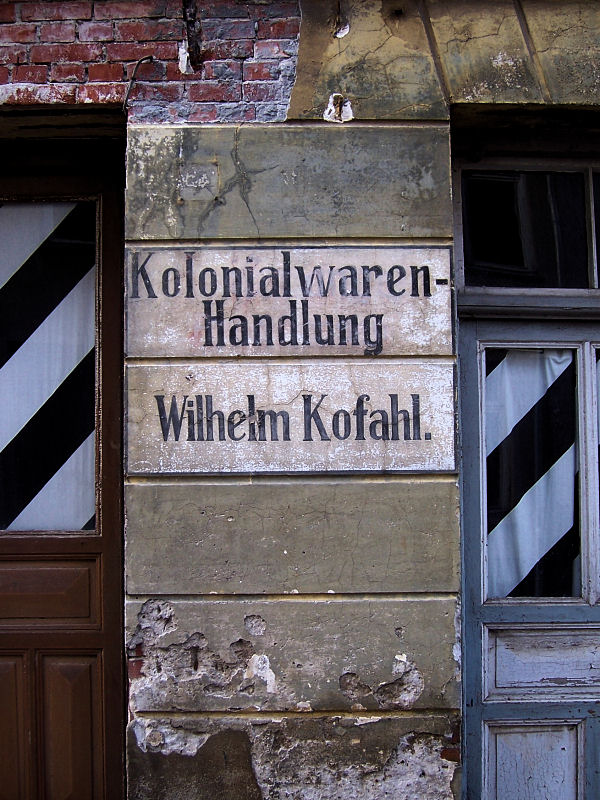 Kolonialwaren-
Handlung
Wilhelm Kofahl.